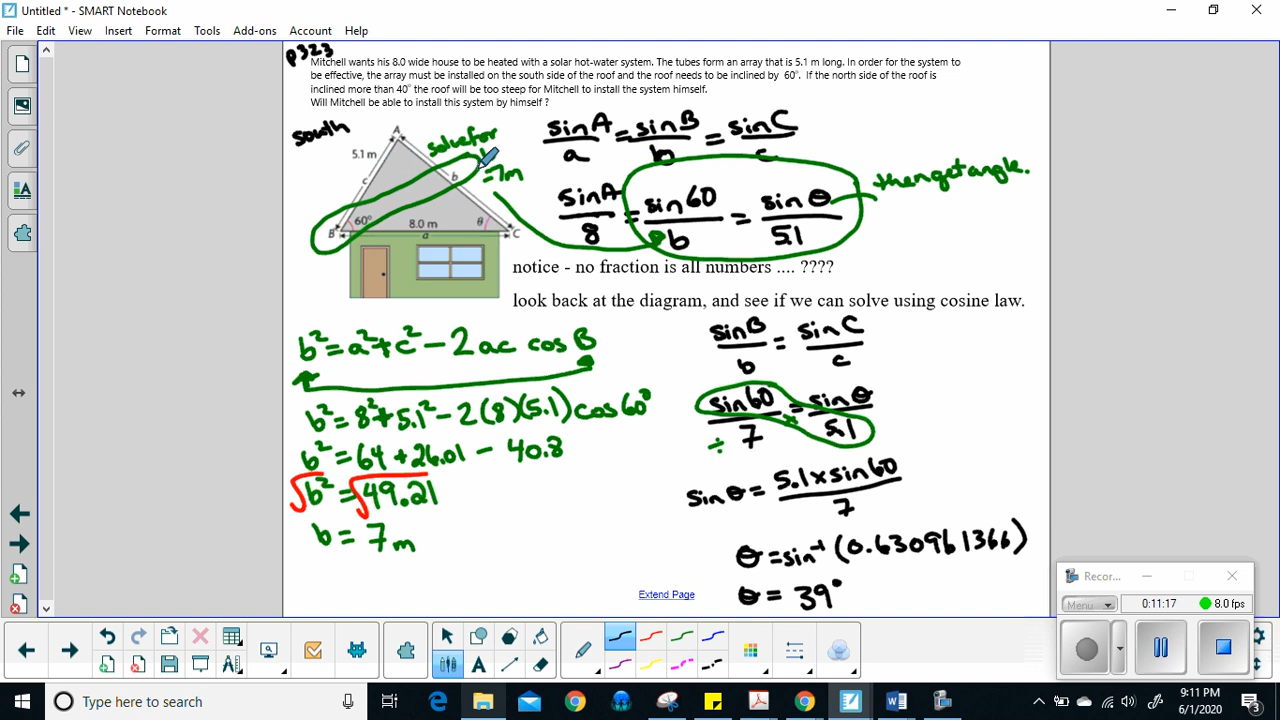 Untitled * - SMART Notebook
File Edit View Insert Format Tools Add-ons Account Help
p323
Mitchell wants his 8.0 wide house to be heated with a solar hot-water system. The tubes form an array that is 5.1 m long. In order for the system to
be effective, the array must be installed on the south side of the roof and the roof needs to be inclined by 60°. If the north side of the roof is
inclined more than 40° the roof will be too steep for Mitchell to install the system himself.
Will Mitchell be able to install this system by himself ?
south
A
5.1 m
c
b
60°
B
8.0 m
a
θ
C
solve for
b
=7m
sinA/a = sinB/b = sinC/c
sinA/8 = sin60/b = sinθ/5.1
then get angle.
notice - no fraction is all numbers .... ????
look back at the diagram, and see if we can solve using cosine law.
b² = a² + c² - 2ac cos B
b² = 8² + 5.1² - 2(8)(5.1) cos 60°
b² = 64 + 26.01 - 40.8
√b² = √49.21
b = 7m
sinB/b = sinC/c
sin60/7 × = sinθ/5.1
÷
sinθ = 5.1 x sin60/7
θ = sin⁻¹(0.630961366)
θ = 39°
Extend Page
Recor...
Menu
0:11:17
8.0 fps
Type here to search
9:11 PM
6/1/2020
3